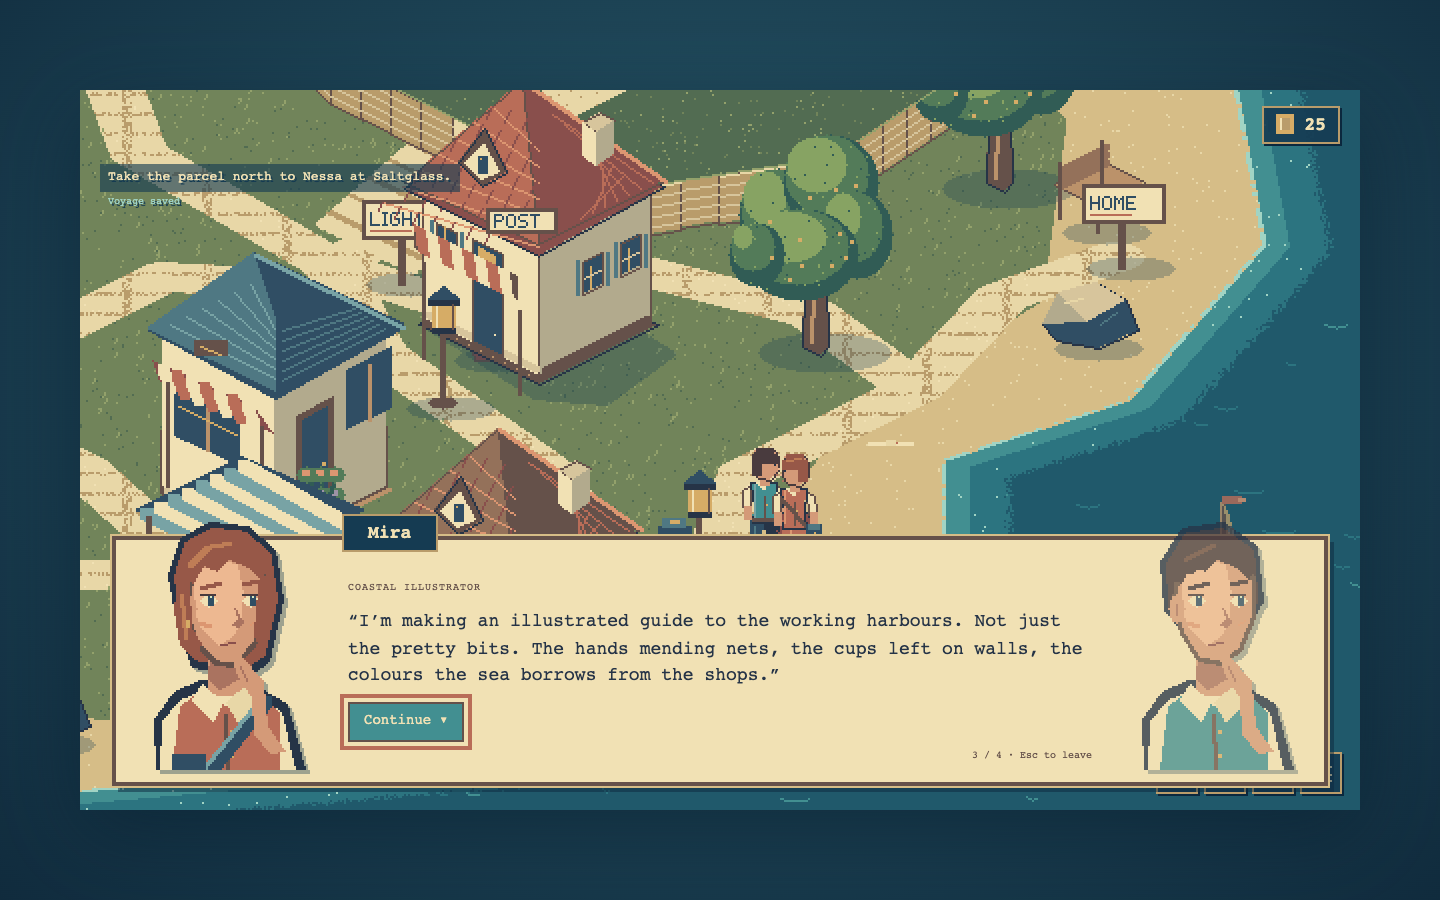 25
Take the parcel north to Nessa at Saltglass.
Voyage saved
LIGH
POST
HOME
Mira
COASTAL ILLUSTRATOR
“I’m making an illustrated guide to the working harbours. Not just
the pretty bits. The hands mending nets, the cups left on walls, the
colours the sea borrows from the shops.”
Continue ▾
3 / 4 · Esc to leave